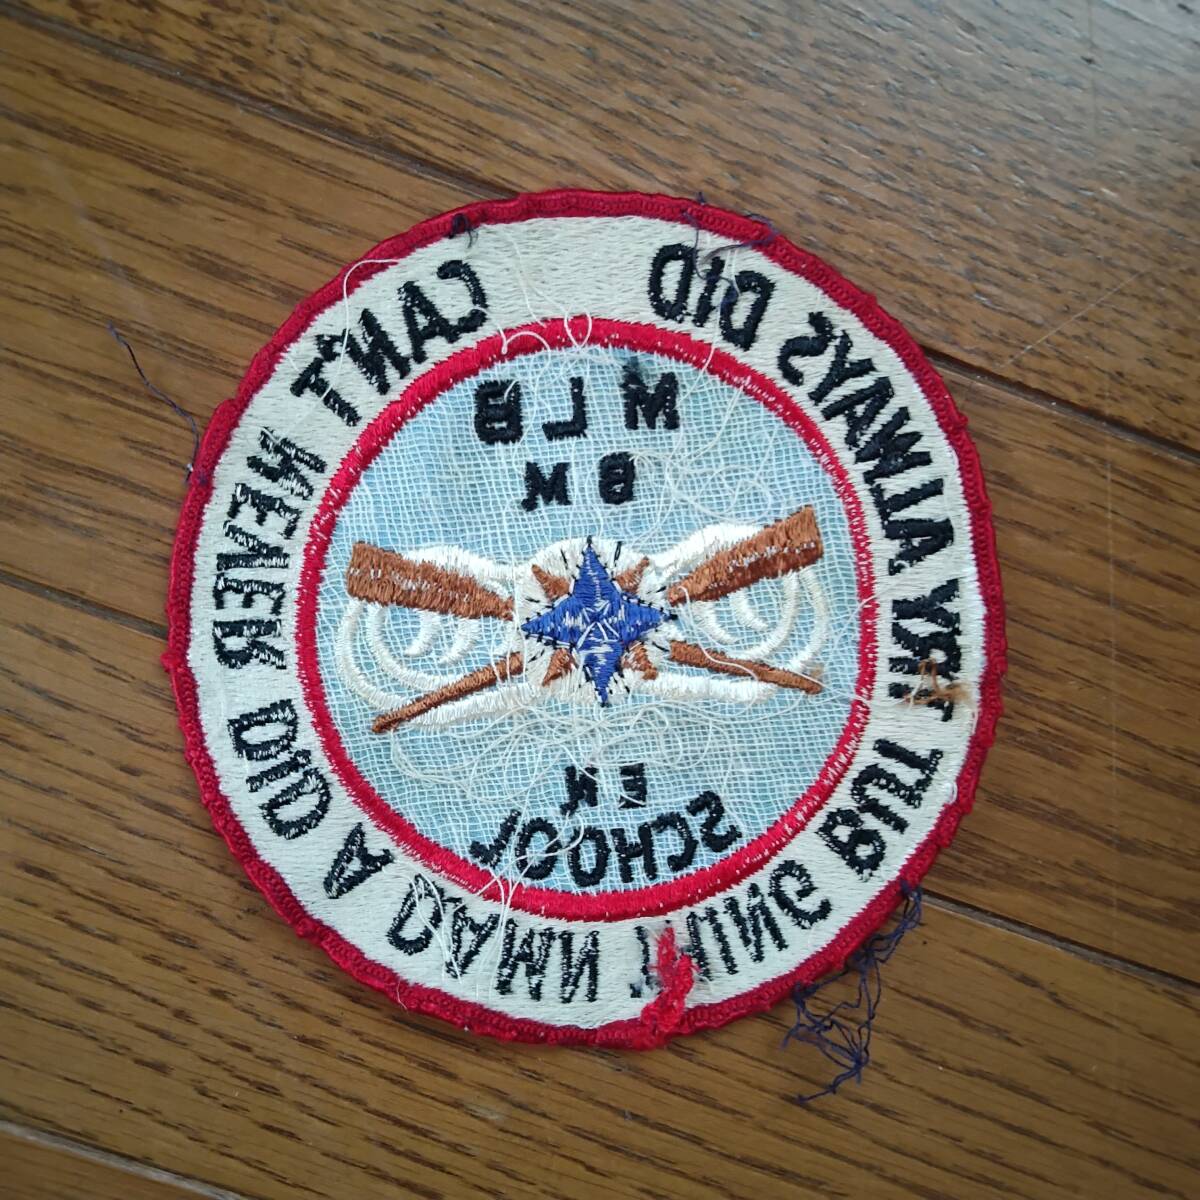 CAN'T NEVER DID A DAMN THING BUT TRY ALWAYS DID
MLB
BM
EN
SCHOOL